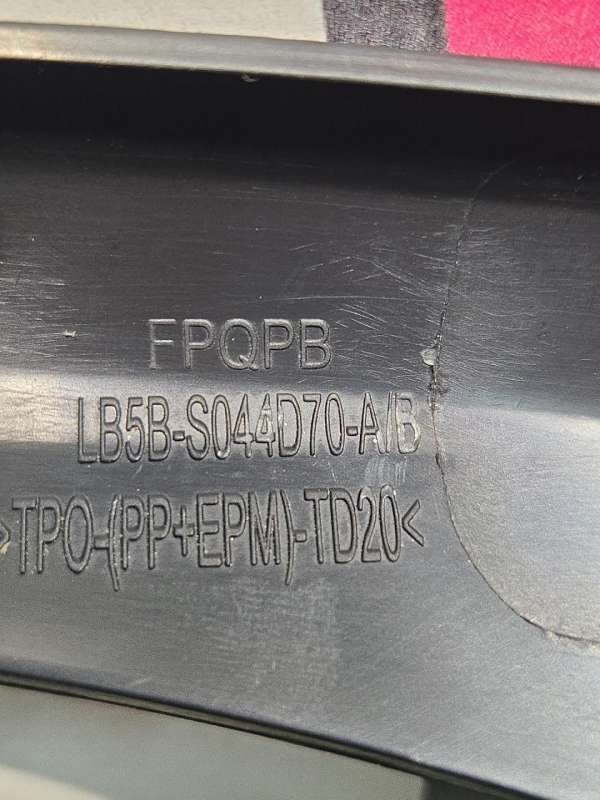 FPQPB
LB5B-S044D70-A/B
>TPO-(PP+EPM)-TD20<